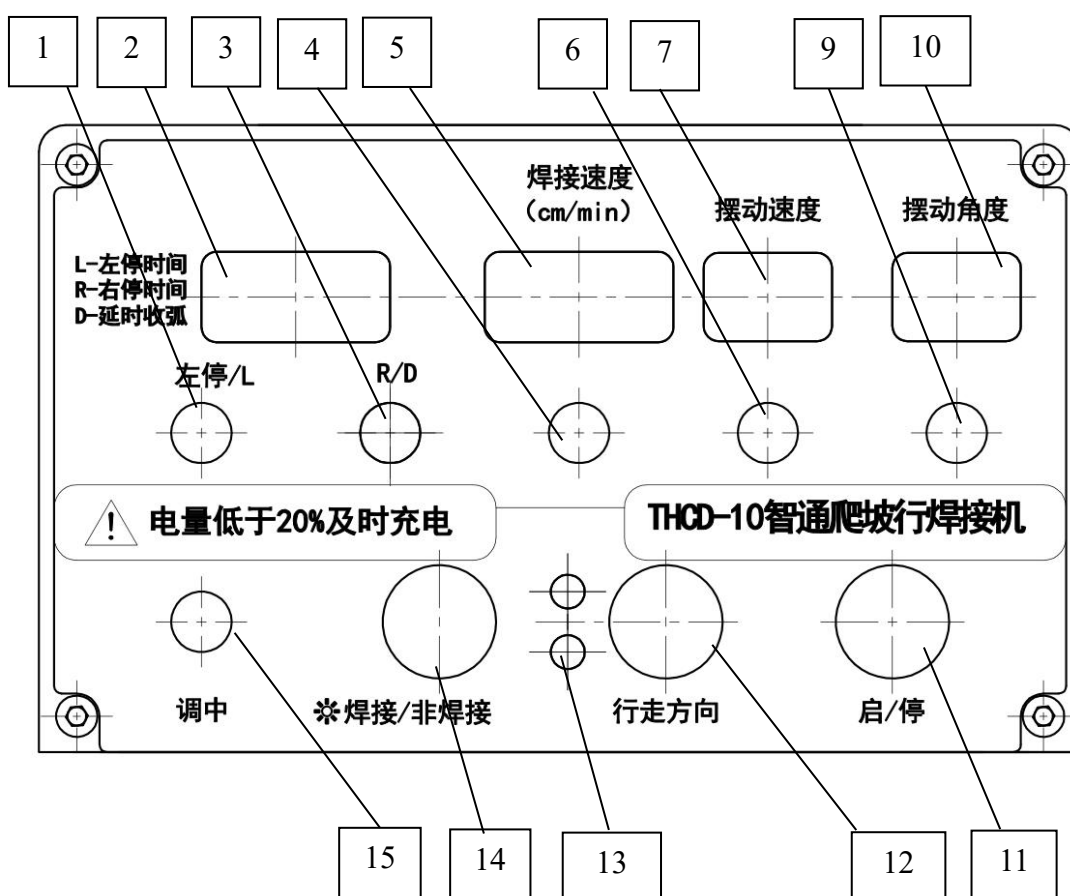 1 2 3 4 5 6 7 9 10
焊接速度
（cm/min）
摆动速度
摆动角度
L-左停时间
R-右停时间
D-延时收弧
左停/L
R/D
! 电量低于20%及时充电
THCD-10智通爬坡行焊接机
调中
焊接/非焊接
行走方向
启/停
15 14 13 12 11